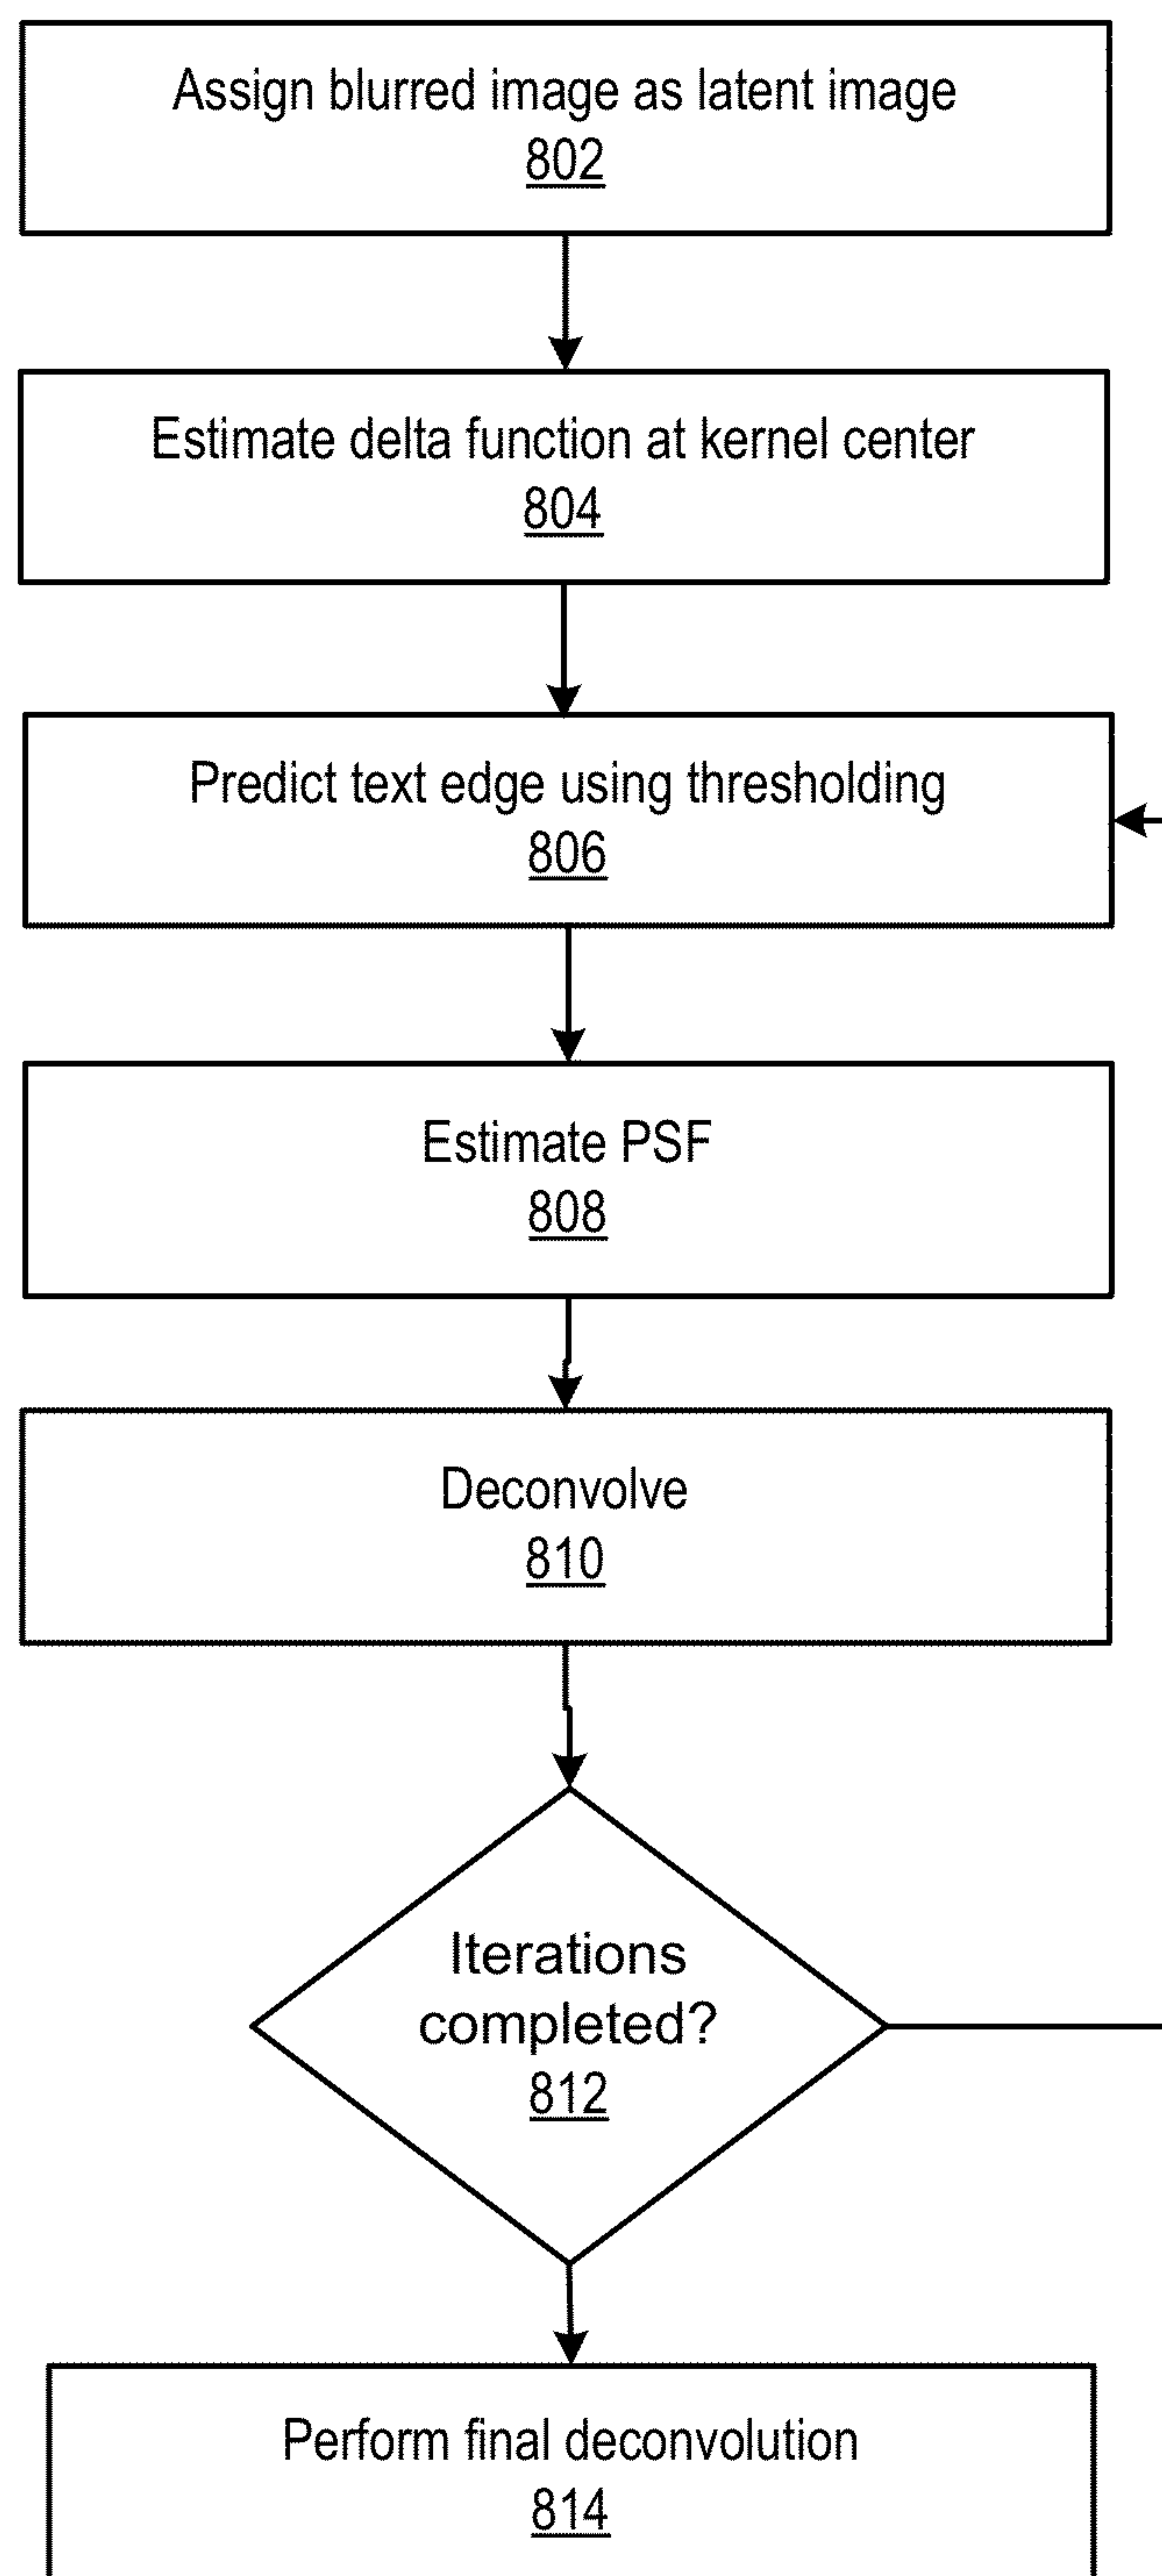 Assign blurred image as latent image
802
Estimate delta function at kernel center
804
Predict text edge using thresholding
806
Estimate PSF
808
Deconvolve
810
Iterations
completed?
812
Perform final deconvolution
814